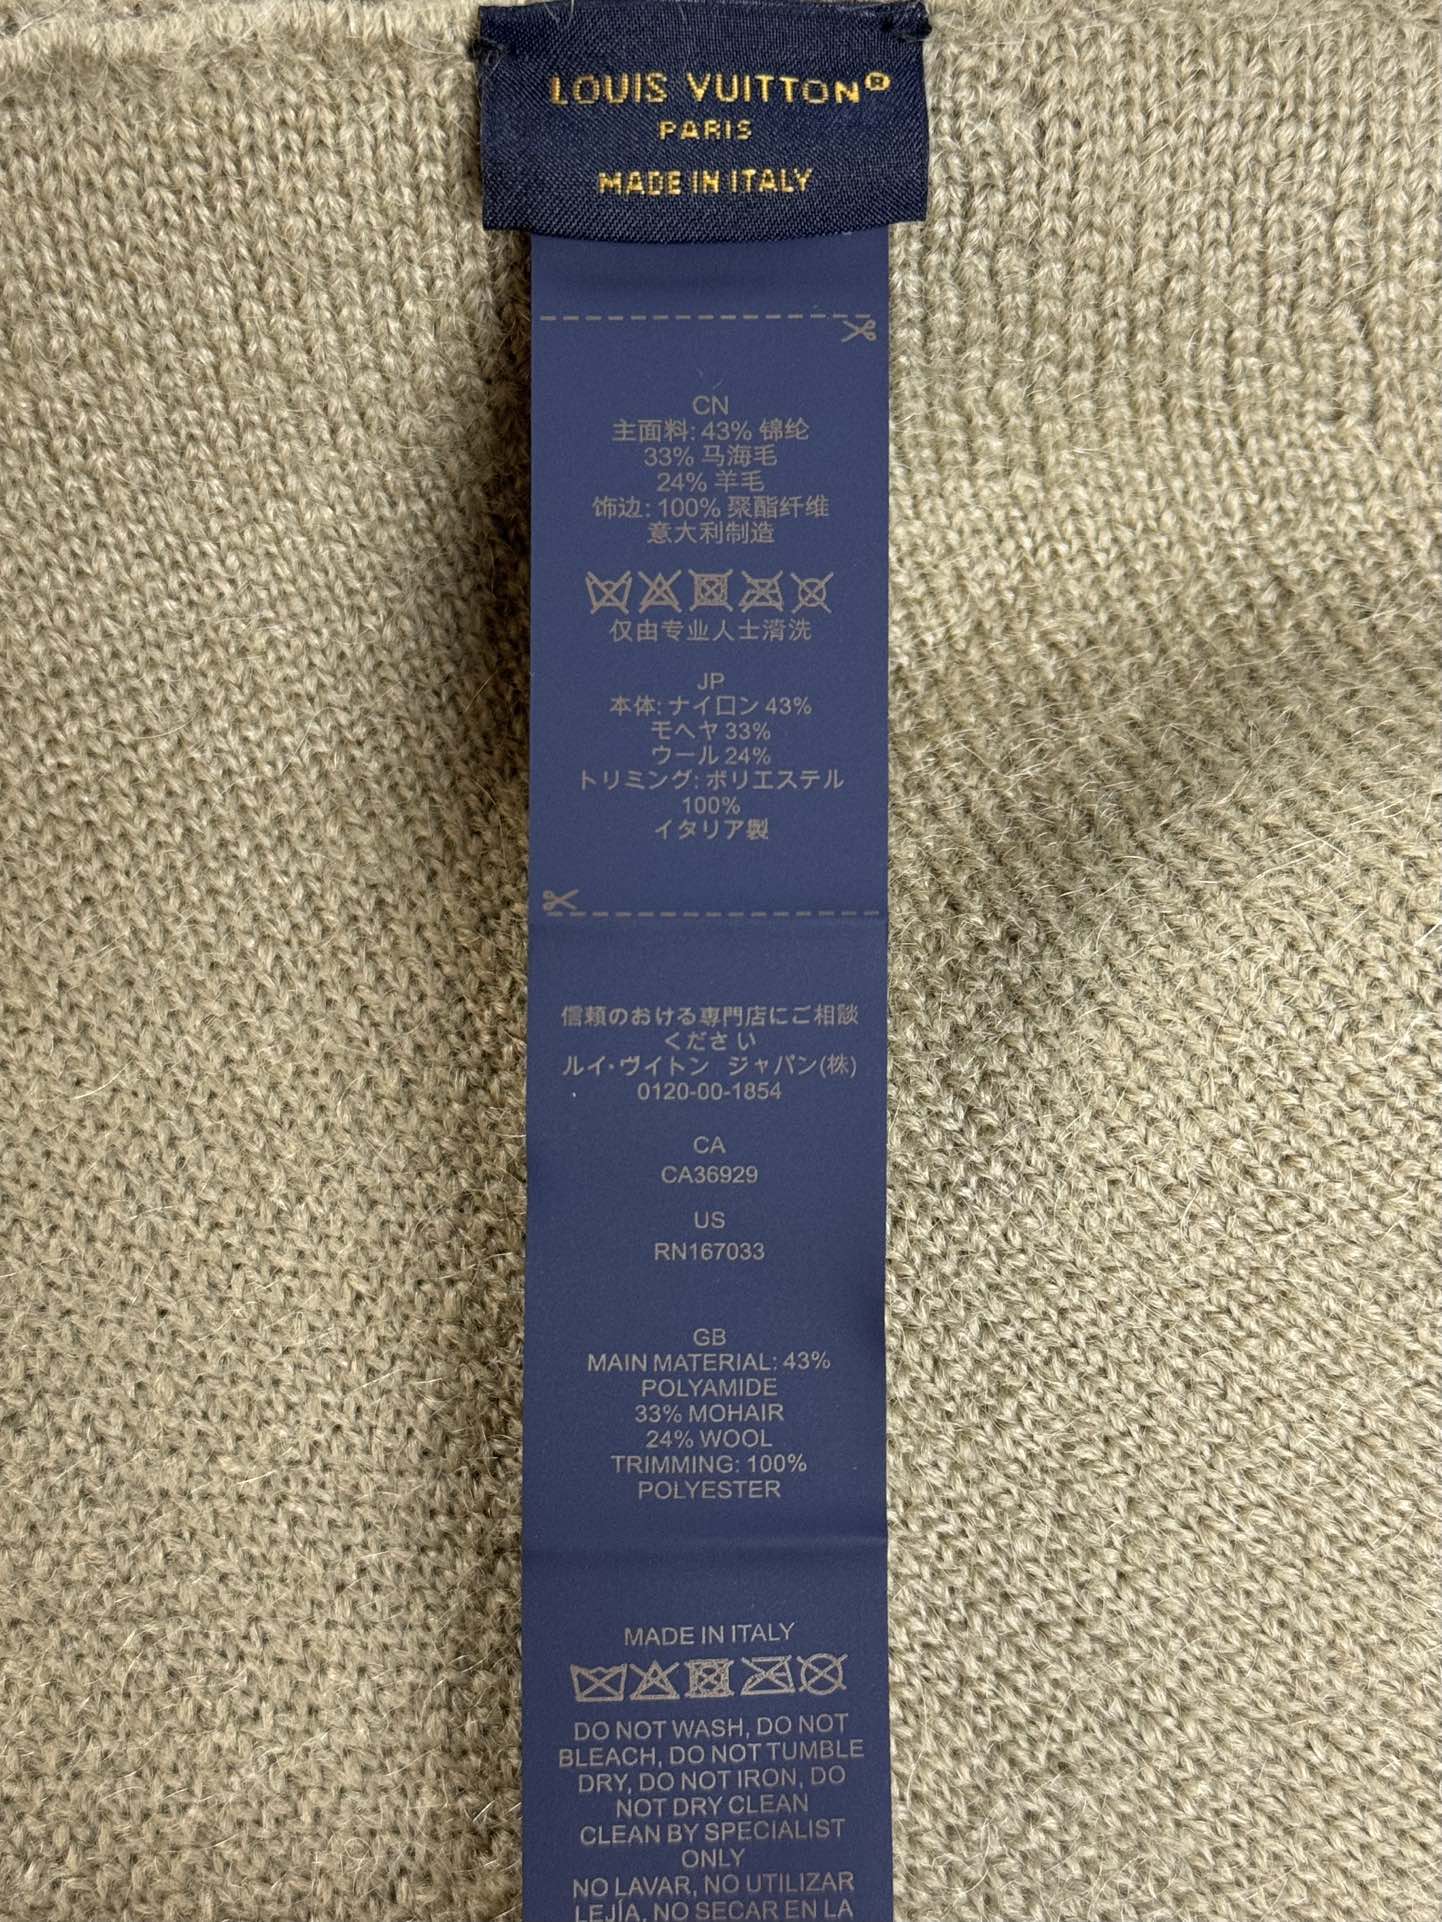 LOUIS VUITTON®
PARIS
MADE IN ITALY
CN
主面料: 43% 锦纶
33% 马海毛
24% 羊毛
饰边: 100% 聚酯纤维
意大利制造
仅由专业人士清洗
JP
本体: ナイロン 43%
モヘヤ 33%
ウール 24%
トリミング: ポリエステル
100%
イタリア製
信頼のおける専門店にご相談
ください
ルイ・ヴィトン ジャパン(株)
0120-00-1854
CA
CA36929
US
RN167033
GB
MAIN MATERIAL: 43%
POLYAMIDE
33% MOHAIR
24% WOOL
TRIMMING: 100%
POLYESTER
MADE IN ITALY
DO NOT WASH, DO NOT
BLEACH, DO NOT TUMBLE
DRY, DO NOT IRON, DO
NOT DRY CLEAN
CLEAN BY SPECIALIST
ONLY
NO LAVAR, NO UTILIZAR
LEJÍA, NO SECAR EN LA